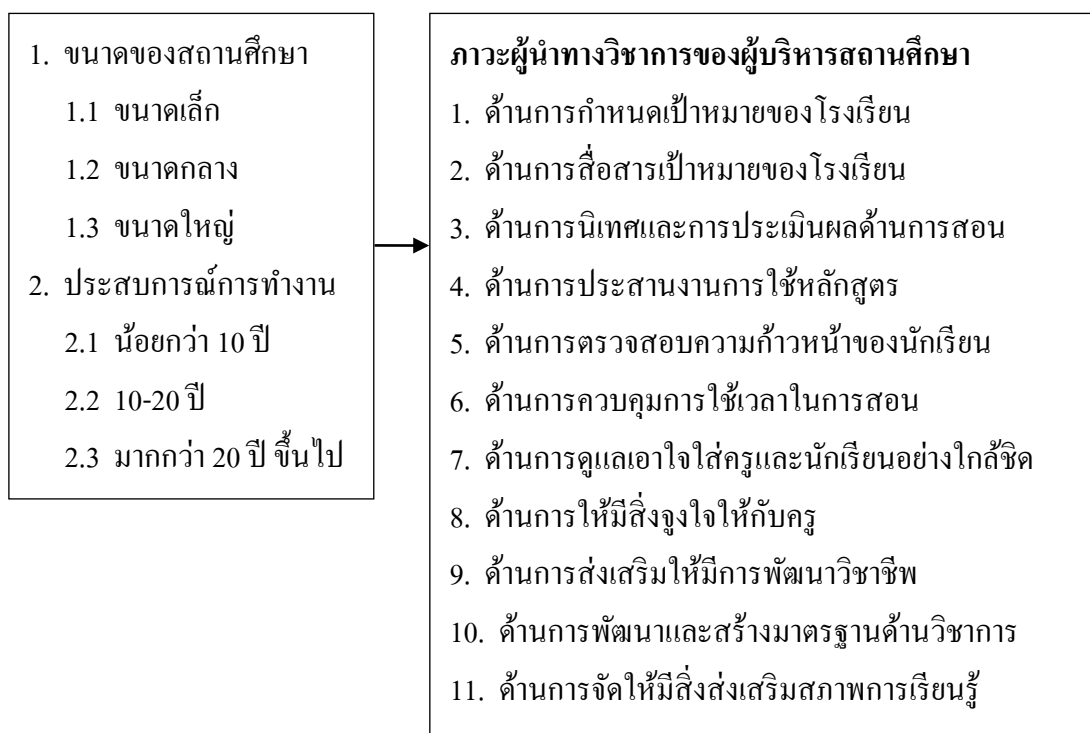 1. ขนาดของสถานศึกษา
1.1 ขนาดเล็ก
1.2 ขนาดกลาง
1.3 ขนาดใหญ่
2. ประสบการณ์การทำงาน
2.1 น้อยกว่า 10 ปี
2.2 10-20 ปี
2.3 มากกว่า 20 ปี ขึ้นไป
ภาวะผู้นำทางวิชาการของผู้บริหารสถานศึกษา
1. ด้านการกำหนดเป้าหมายของโรงเรียน
2. ด้านการสื่อสารเป้าหมายของโรงเรียน
3. ด้านการนิเทศและการประเมินผลด้านการสอน
4. ด้านการประสานงานการใช้หลักสูตร
5. ด้านการตรวจสอบความก้าวหน้าของนักเรียน
6. ด้านการควบคุมการใช้เวลาในการสอน
7. ด้านการดูแลเอาใจใส่ครูและนักเรียนอย่างใกล้ชิด
8. ด้านการให้มีสิ่งจูงใจให้กับครู
9. ด้านการส่งเสริมให้มีการพัฒนาวิชาชีพ
10. ด้านการพัฒนาและสร้างมาตรฐานด้านวิชาการ
11. ด้านการจัดให้มีสิ่งส่งเสริมสภาพการเรียนรู้